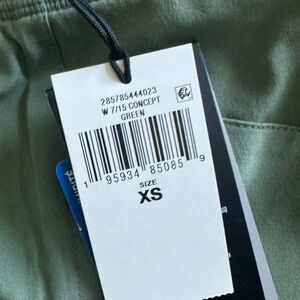 285785444023
W 7/15 CONCEPT
GREEN
1 95934 85085 9
SIZE
XS